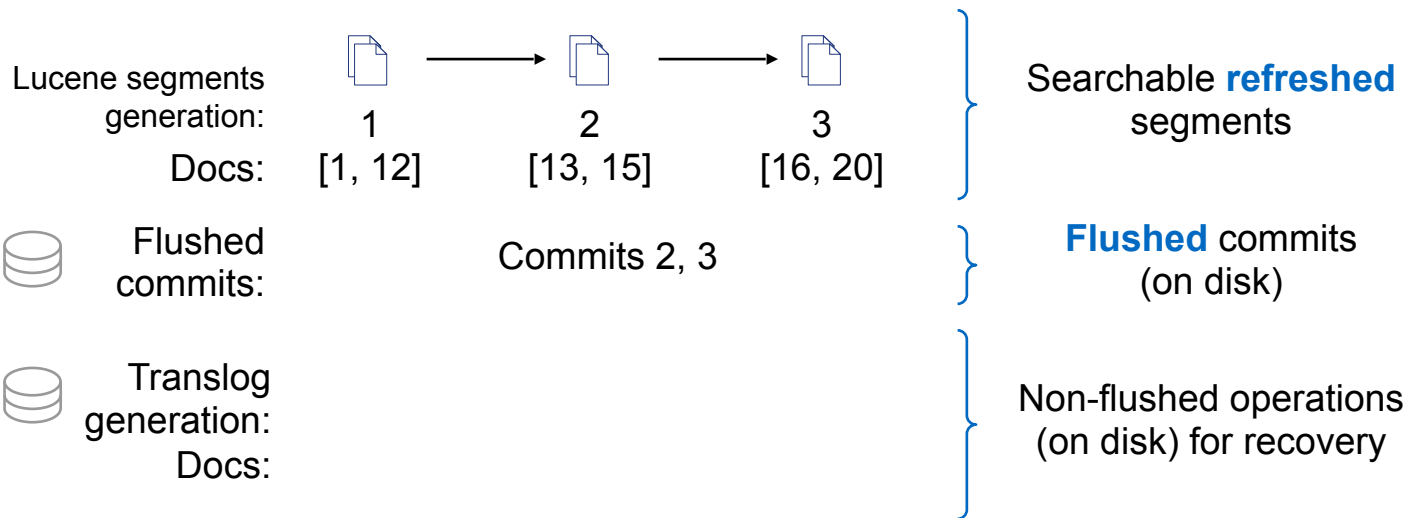 Lucene segments
generation:
1 2 3
Docs: [1, 12] [13, 15] [16, 20]
Searchable refreshed
segments
Flushed
commits:
Commits 2, 3
Flushed commits
(on disk)
Translog
generation:
Docs:
Non-flushed operations
(on disk) for recovery